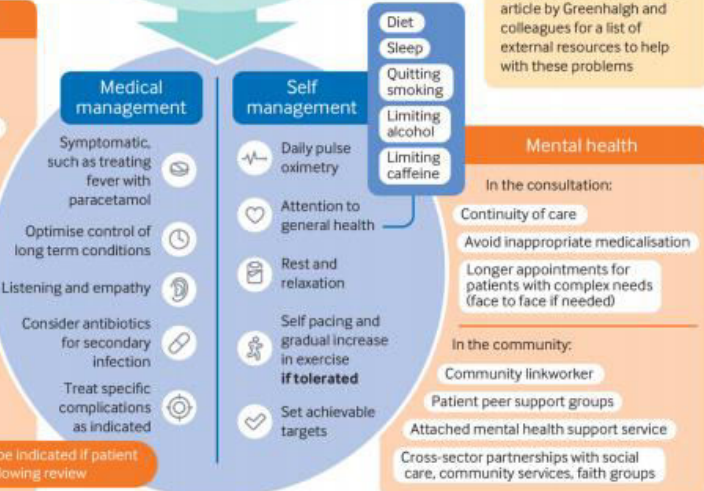 article by Greenhalgh and
colleagues for a list of
external resources to help
with these problems
Diet
Sleep
Quitting
smoking
Limiting
alcohol
Limiting
caffeine
Medical
management
Symptomatic,
such as treating
fever with
paracetamol
Optimise control of
long term conditions
Listening and empathy
Consider antibiotics
for secondary
infection
Treat specific
complications
as indicated
Self
management
Daily pulse
oximetry
Attention to
general health
Rest and
relaxation
Self pacing and
gradual increase
in exercise
if tolerated
Set achievable
targets
Mental health
In the consultation:
Continuity of care
Avoid inappropriate medicalisation
Longer appointments for
patients with complex needs
(face to face if needed)
In the community:
Community linkworker
Patient peer support groups
Attached mental health support service
Cross-sector partnerships with social
care, community services, faith groups
be indicated if patient
lowing review